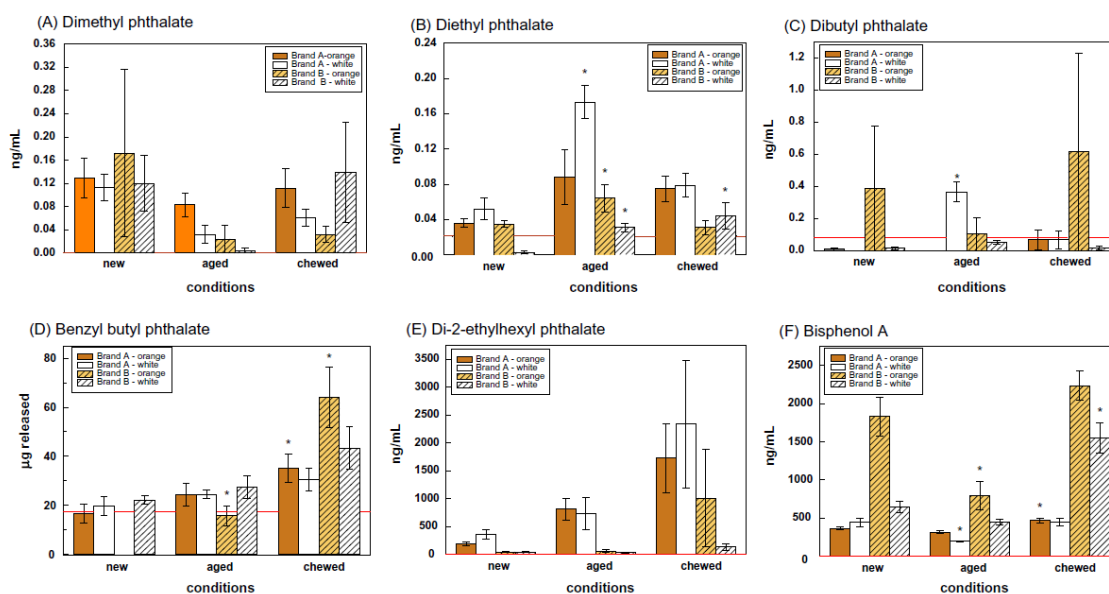 (A) Dimethyl phthalate
0.36
0.32
0.28
0.24
0.20
0.16
0.12
0.08
0.04
0.00
ng/mL
Brand A-orange
Brand A - white
Brand B - orange
Brand B - white
new aged chewed
conditions
(B) Diethyl phthalate
0.24
0.20
0.16
0.12
0.08
0.04
0.00
ng/mL
Brand A - orange
Brand A - white
Brand B - orange
Brand B - white
* * * *
new aged chewed
conditions
(C) Dibutyl phthalate
1.2
1.0
0.8
0.6
0.4
0.2
0.0
ng/mL
Brand A - orange
Brand A - white
Brand B - orange
Brand B - white
*
new aged chewed
conditions
(D) Benzyl butyl phthalate
80
60
40
20
0
µg released
Brand A - orange
Brand A - white
Brand B - orange
Brand B - white
* * *
new aged chewed
conditions
(E) Di-2-ethylhexyl phthalate
3500
3000
2500
2000
1500
1000
500
0
ng/mL
Brand A - orange
Brand A - white
Brand B - orange
Brand B - white
new aged chewed
conditions
(F) Bisphenol A
2500
2000
1500
1000
500
0
ng/mL
Brand A - orange
Brand A - white
Brand B - orange
Brand B - white
* * * *
new aged chewed
conditions